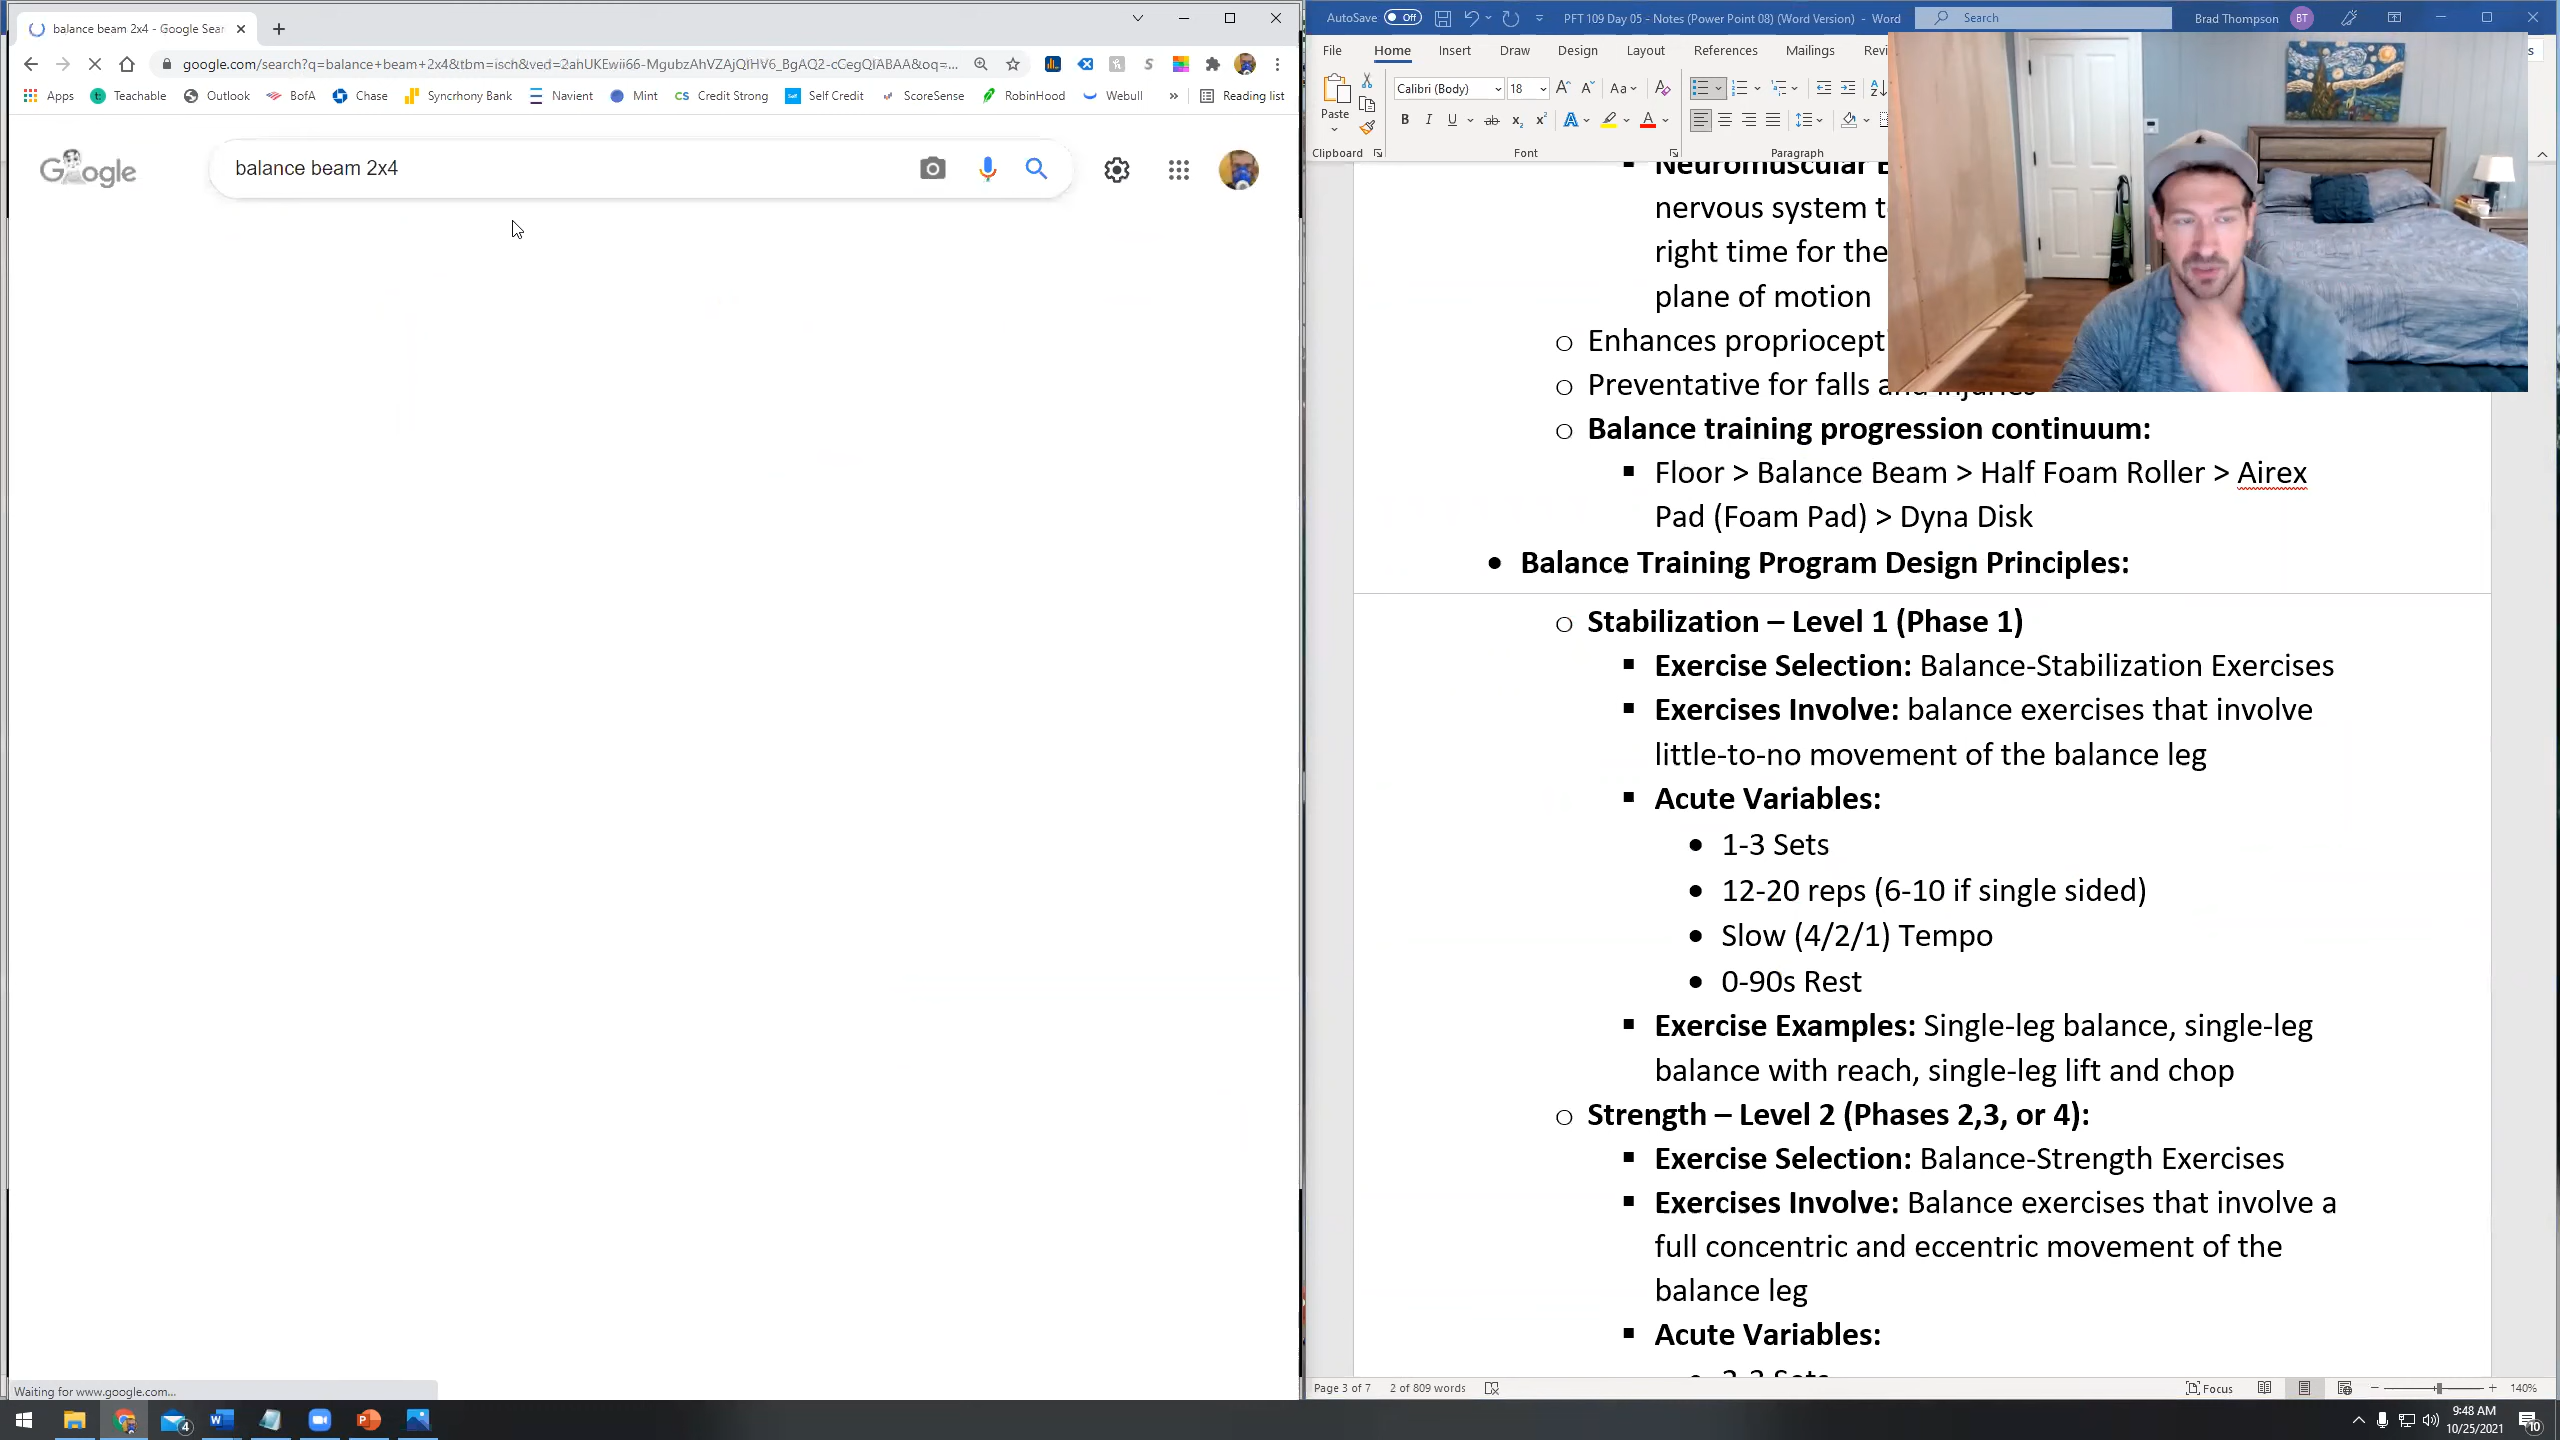 balance beam 2x4 - Google Sear
google.com/search?q=balance+beam+2x4&tbm=isch&ved=2ahUKEwii66-MgubzAhVZAjQIHV6_BgAQ2-cCegQIABAA&oq=...
Apps Teachable Outlook BofA Chase Syncrhony Bank Navient Mint CS Credit Strong Self Credit ScoreSense RobinHood Webull » Reading list
Google
balance beam 2x4
Waiting for www.google.com...
AutoSave Off PFT 109 Day 05 - Notes (Power Point 08) (Word Version) - Word Search Brad Thompson BT
File Home Insert Draw Design Layout References Mailings Revi
Calibri (Body) 18
Paste
Clipboard Font Paragraph
Neuromuscular E
nervous system t
right time for the
plane of motion
Enhances propriocept
Preventative for falls and injuries
Balance training progression continuum:
Floor > Balance Beam > Half Foam Roller > Airex
Pad (Foam Pad) > Dyna Disk
Balance Training Program Design Principles:
Stabilization – Level 1 (Phase 1)
Exercise Selection: Balance-Stabilization Exercises
Exercises Involve: balance exercises that involve
little-to-no movement of the balance leg
Acute Variables:
1-3 Sets
12-20 reps (6-10 if single sided)
Slow (4/2/1) Tempo
0-90s Rest
Exercise Examples: Single-leg balance, single-leg
balance with reach, single-leg lift and chop
Strength – Level 2 (Phases 2,3, or 4):
Exercise Selection: Balance-Strength Exercises
Exercises Involve: Balance exercises that involve a
full concentric and eccentric movement of the
balance leg
Acute Variables:
Page 3 of 7 2 of 809 words Focus 140%
4
9:48 AM
10/25/2021
10